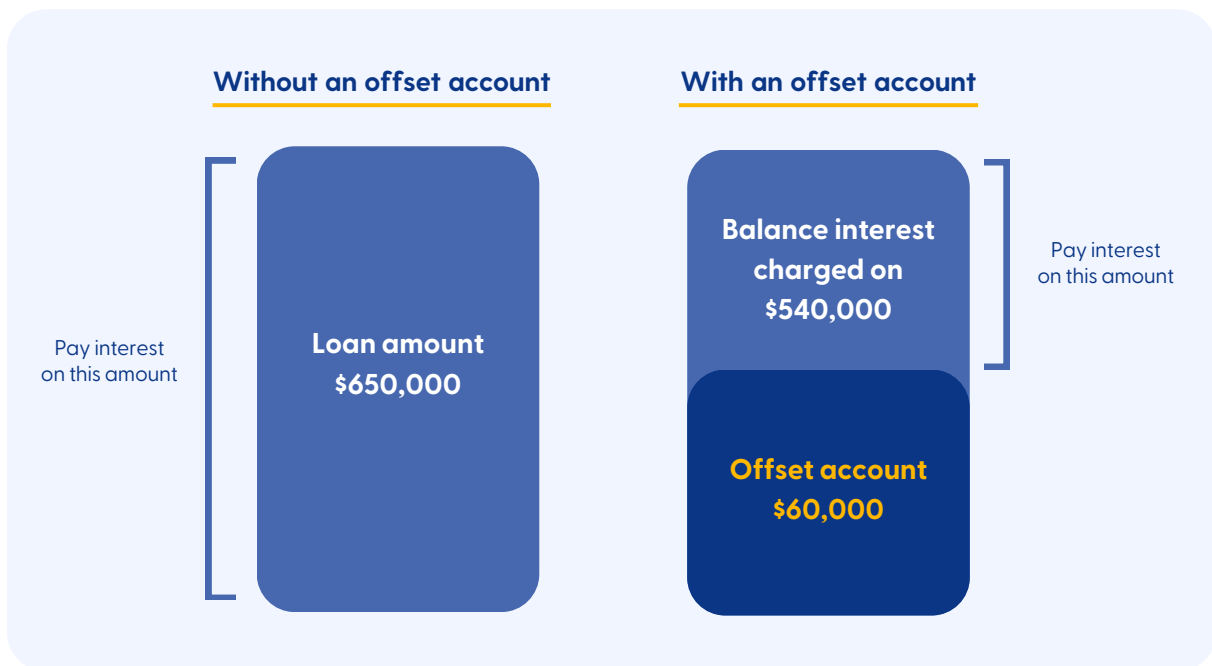 Without an offset account
Pay interest
on this amount
Loan amount
$650,000
With an offset account
Balance interest
charged on
$540,000
Pay interest
on this amount
Offset account
$60,000